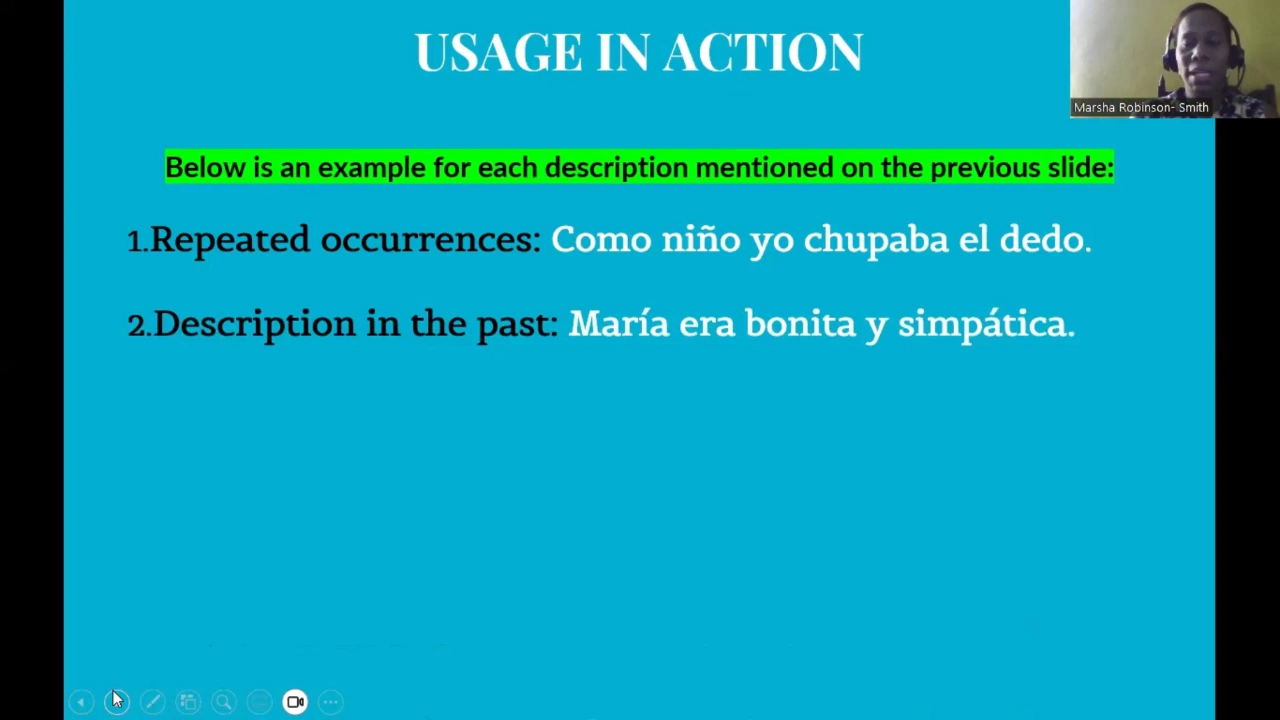 USAGE IN ACTION
Marsha Robinson- Smith
Below is an example for each description mentioned on the previous slide:
1.Repeated occurrences: Como niño yo chupaba el dedo.
2.Description in the past: María era bonita y simpática.